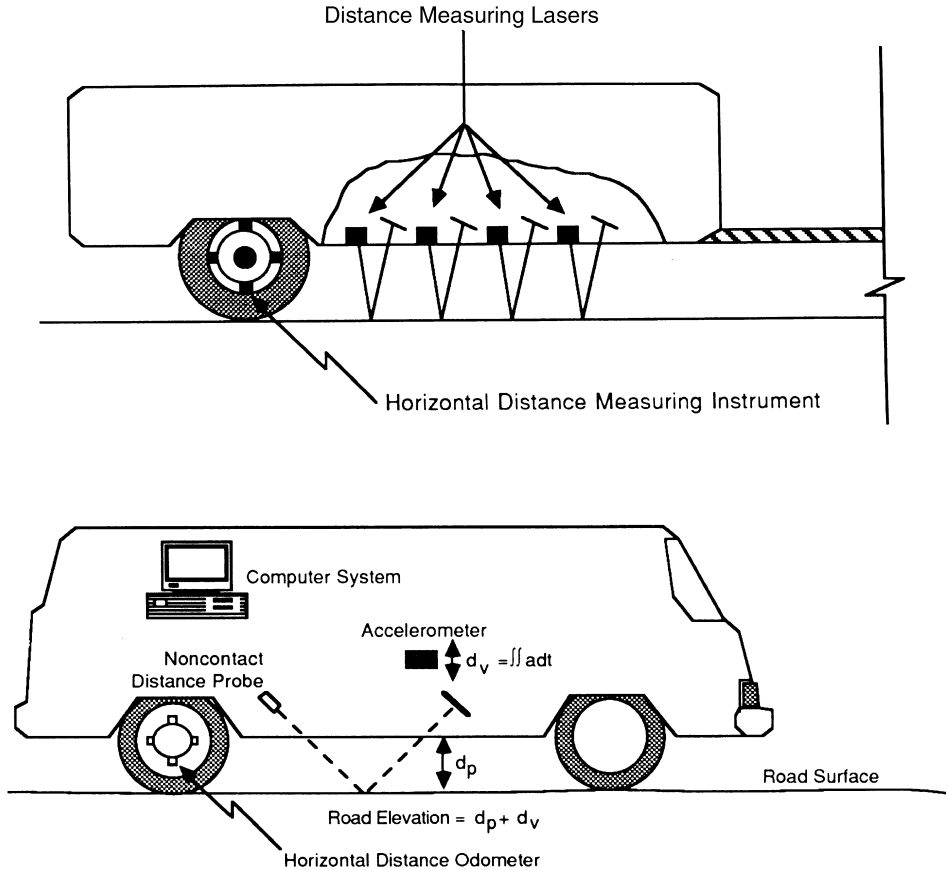 Distance Measuring Lasers
Horizontal Distance Measuring Instrument
Computer System
Accelerometer
d_v = ∫∫ adt
Noncontact
Distance Probe
d_p
Road Surface
Road Elevation = d_p + d_v
Horizontal Distance Odometer